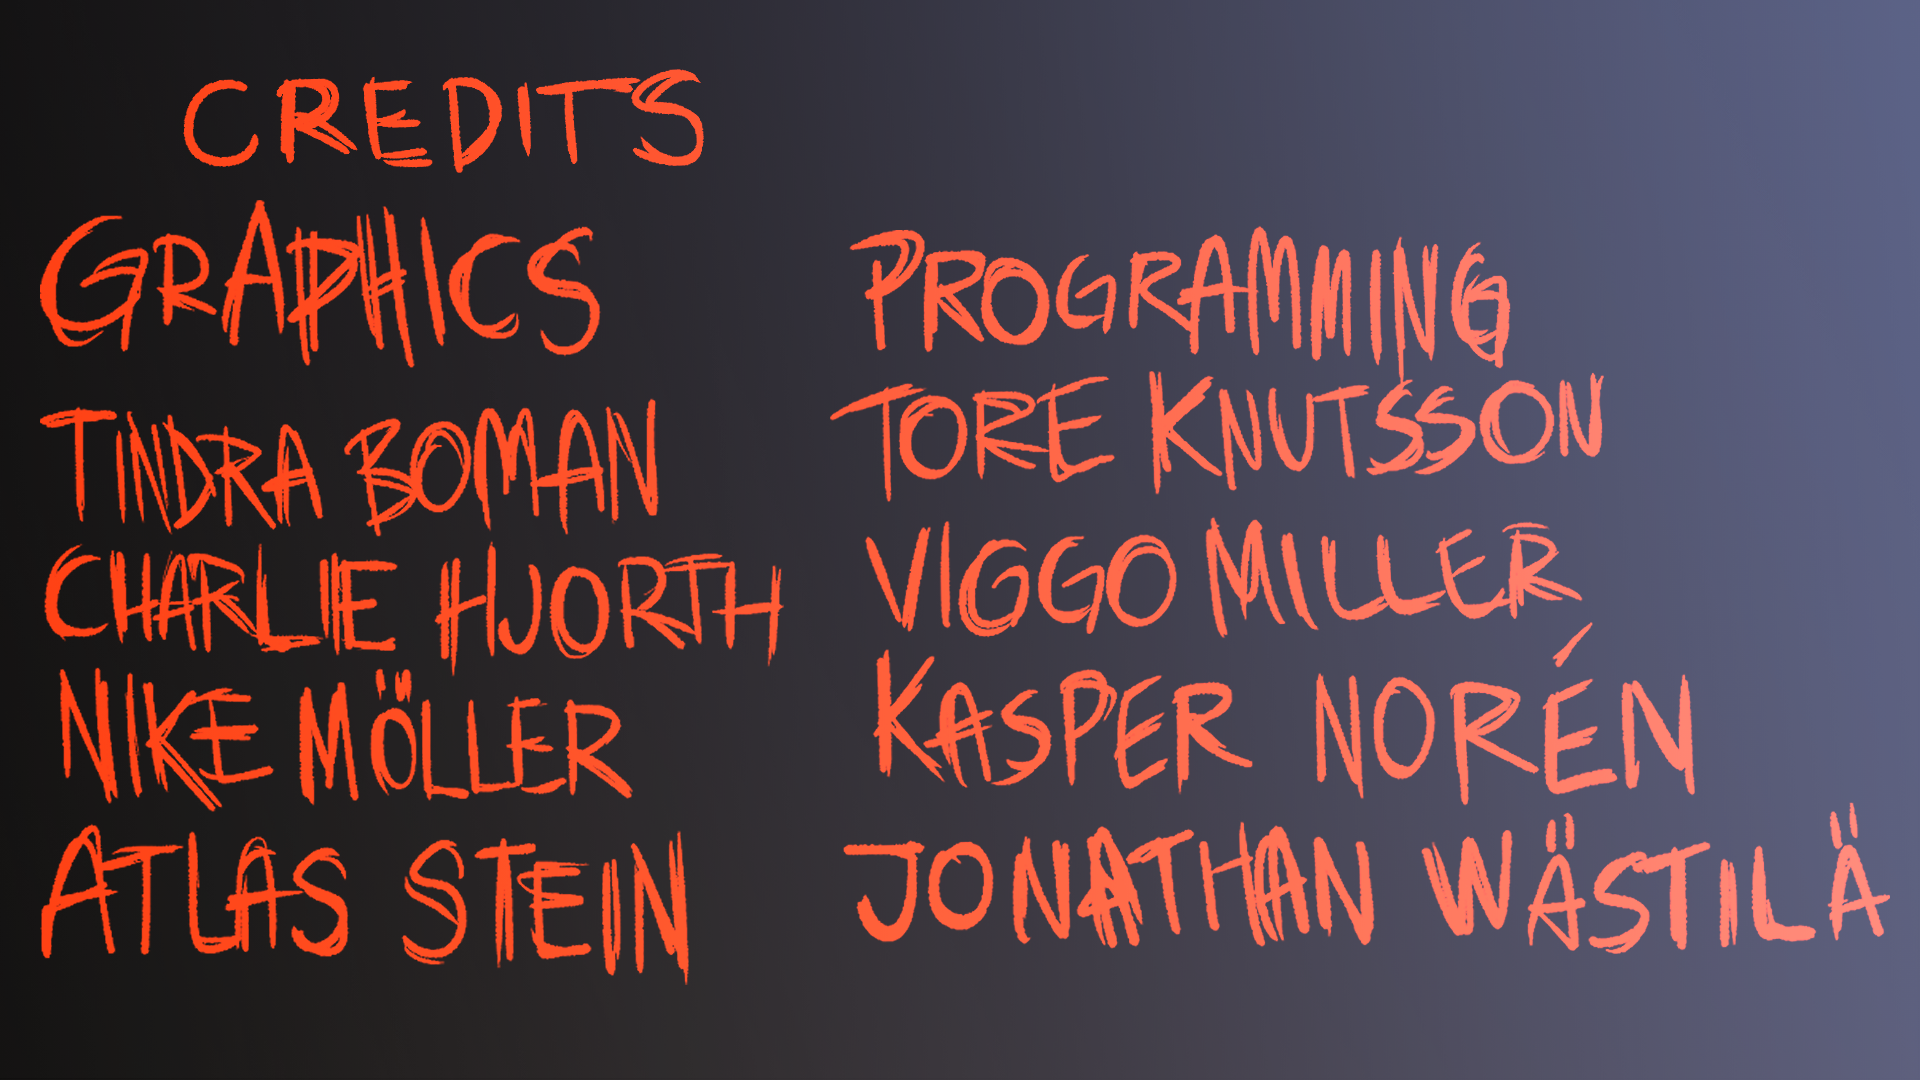 CREDITS
GRAPHICS
TINDRA BOMAN
CHARLIE HJORTH
NIKE MÖLLER
ATLAS STEIN
PROGRAMMING
TORE KNUTSSON
VIGGO MILLER
KASPER NORÉN
JONATHAN WÄSTILÄ